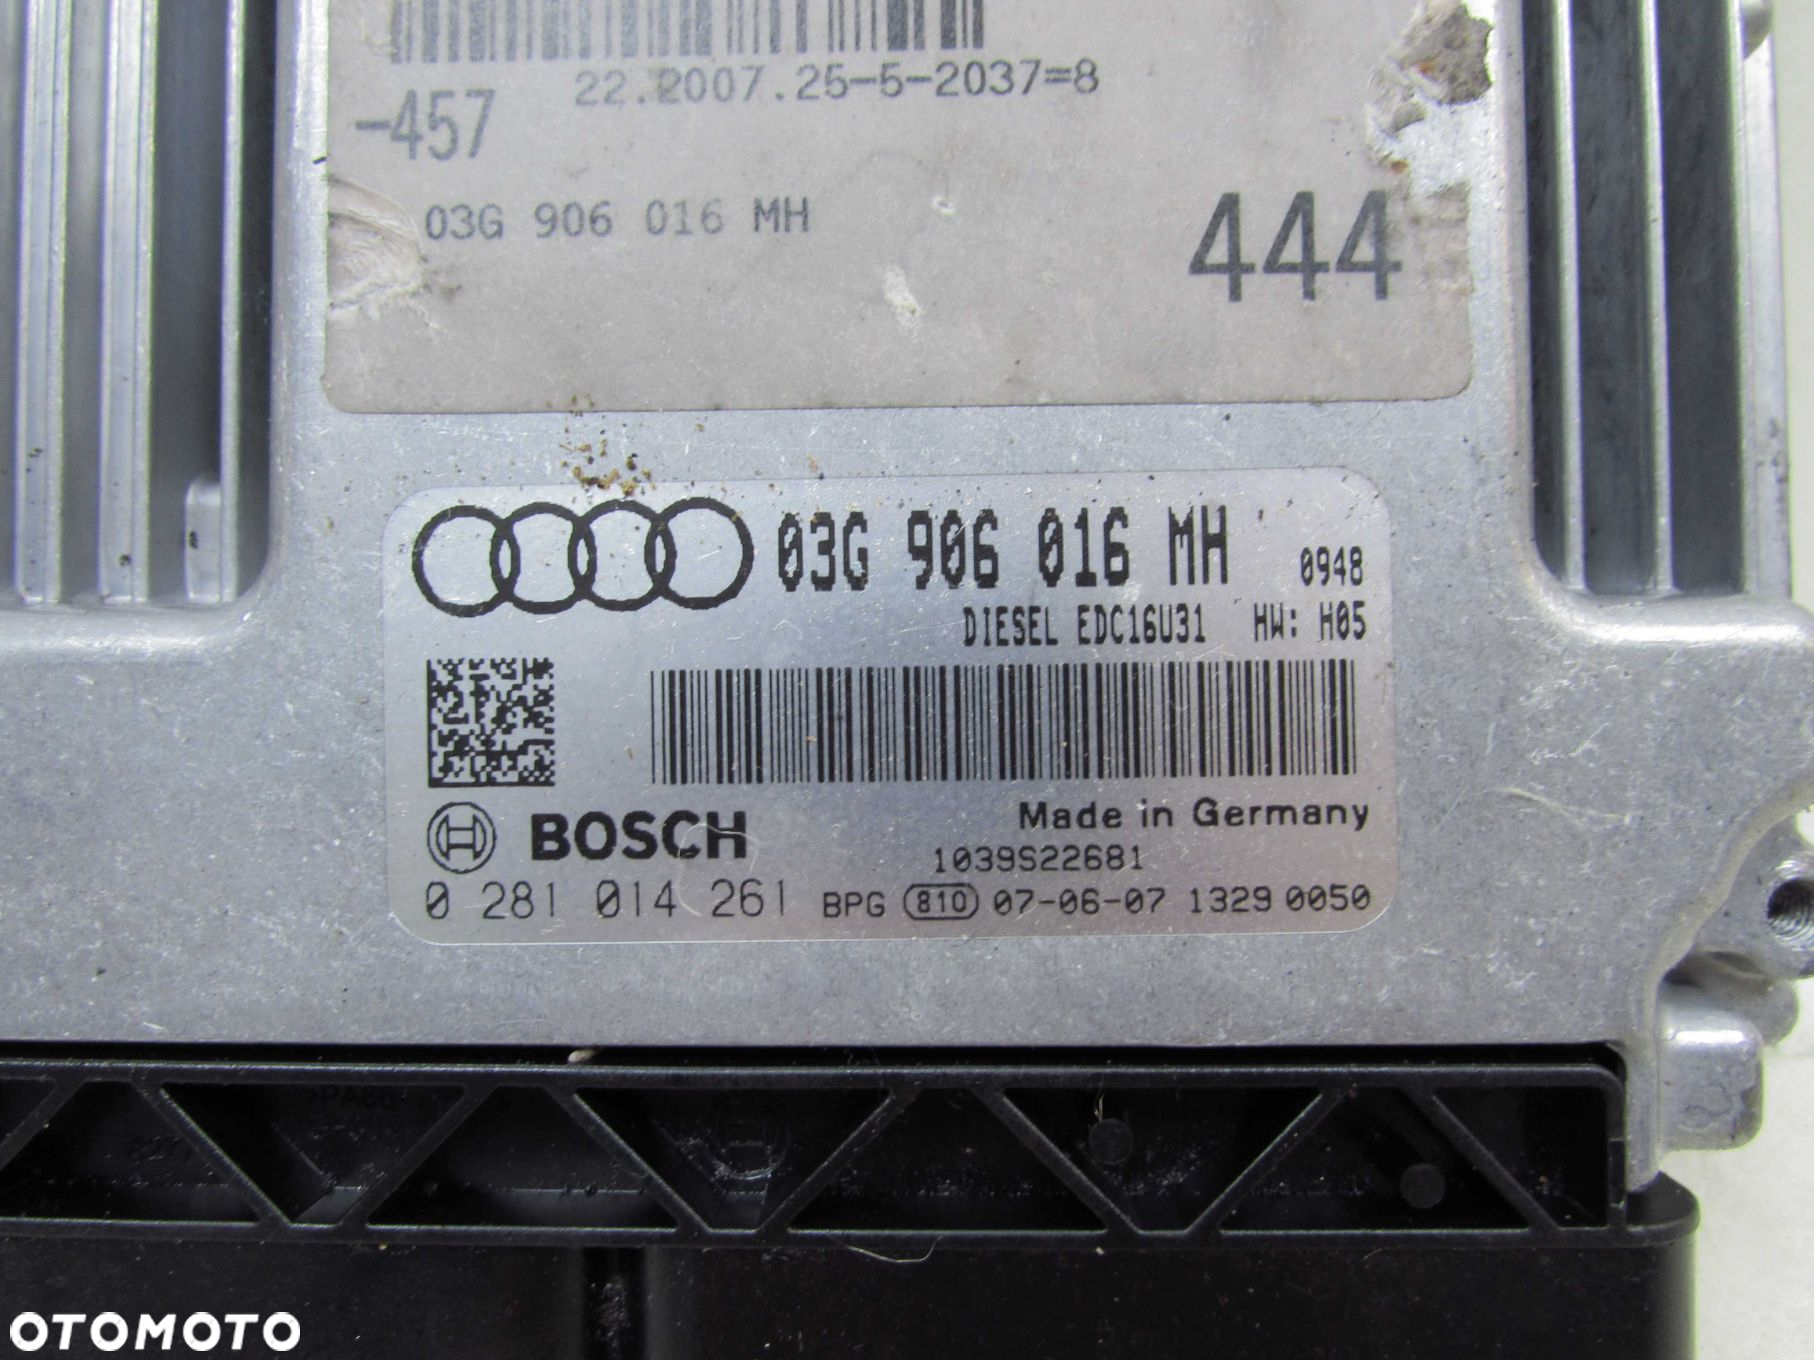 22.2007.25-5-2037=8
-457
03G 906 016 MH
444
03G 906 016 MH 0948
DIESEL EDC16U31 HW: H05
BOSCH
Made in Germany
1039S22681
0 281 014 261 BPG 810 07-06-07 1329 0050
OTOMOTO